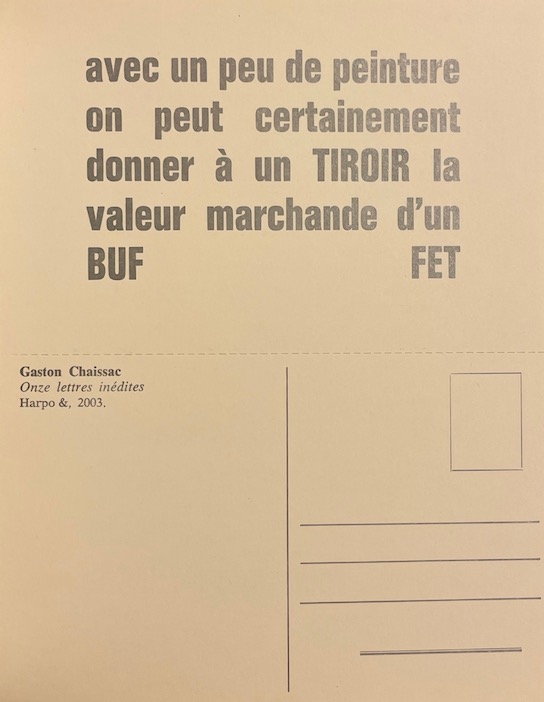 avec un peu de peinture
on peut certainement
donner à un TIROIR la
valeur marchande d'un
BUF FET
Gaston Chaissac
Onze lettres inédites
Harpo &, 2003.